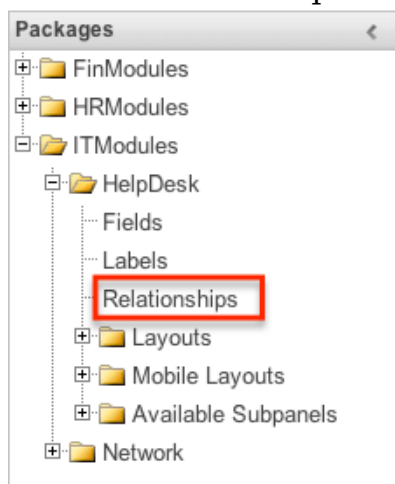 Packages
FinModules
HRModules
ITModules
HelpDesk
Fields
Labels
Relationships
Layouts
Mobile Layouts
Available Subpanels
Network